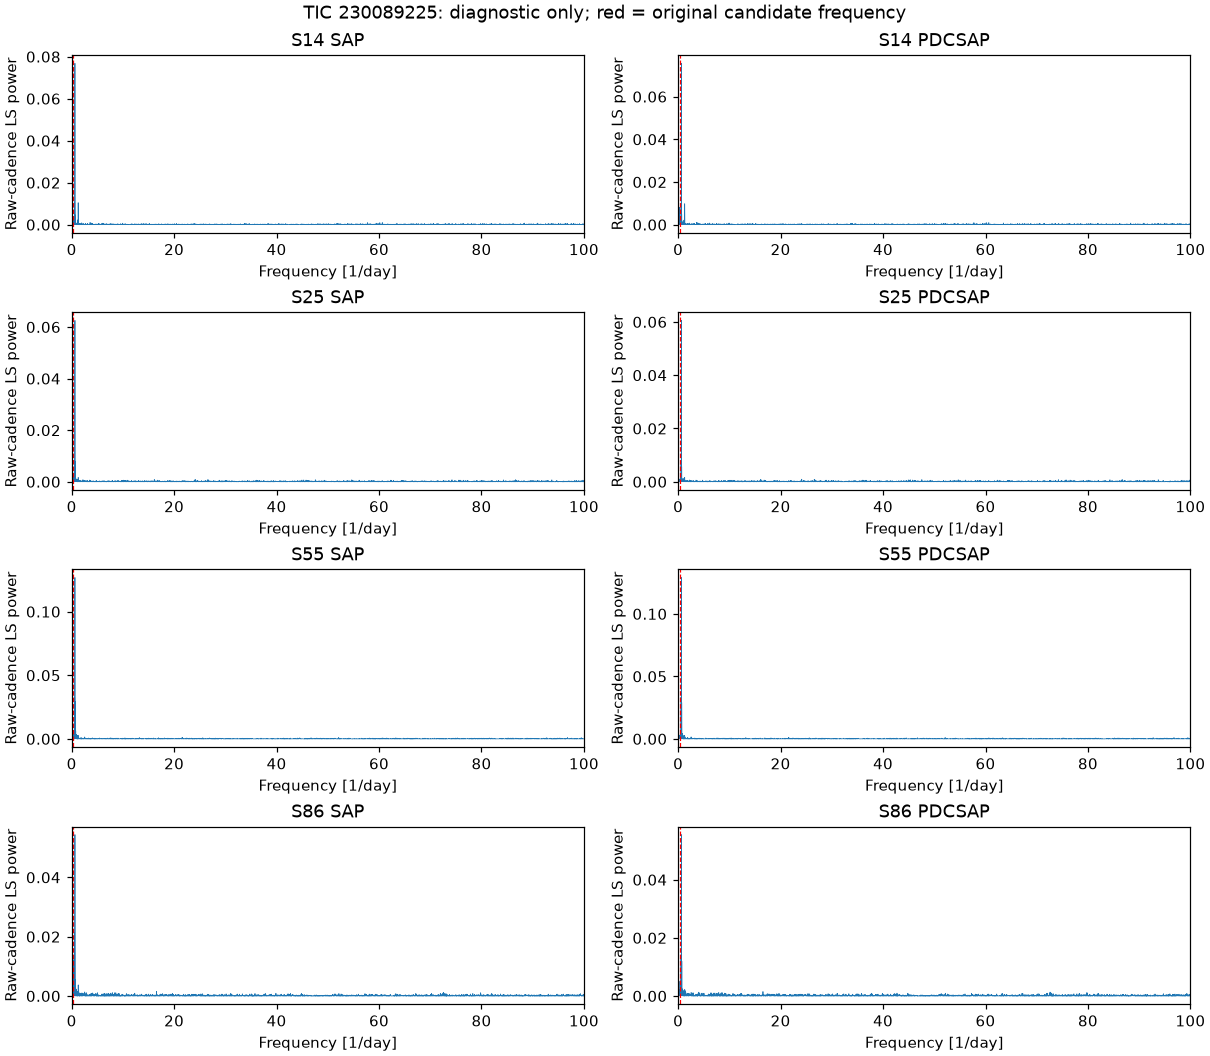 TIC 230089225: diagnostic only; red = original candidate frequency
S14 SAP
S14 PDCSAP
Raw-cadence LS power
0.08
0.06
0.04
0.02
0.00
0 20 40 60 80 100
Frequency [1/day]
Raw-cadence LS power
0.06
0.04
0.02
0.00
0 20 40 60 80 100
Frequency [1/day]
S25 SAP
S25 PDCSAP
Raw-cadence LS power
0.06
0.04
0.02
0.00
0 20 40 60 80 100
Frequency [1/day]
Raw-cadence LS power
0.06
0.04
0.02
0.00
0 20 40 60 80 100
Frequency [1/day]
S55 SAP
S55 PDCSAP
Raw-cadence LS power
0.10
0.05
0.00
0 20 40 60 80 100
Frequency [1/day]
Raw-cadence LS power
0.10
0.05
0.00
0 20 40 60 80 100
Frequency [1/day]
S86 SAP
S86 PDCSAP
Raw-cadence LS power
0.04
0.02
0.00
0 20 40 60 80 100
Frequency [1/day]
Raw-cadence LS power
0.04
0.02
0.00
0 20 40 60 80 100
Frequency [1/day]